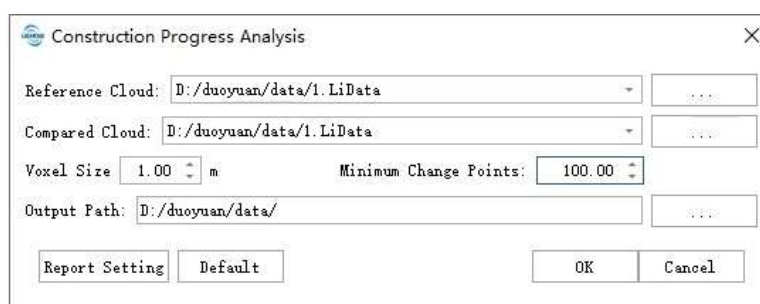 Construction Progress Analysis
Reference Cloud: D:/duoyuan/data/1.LiData ...
Compared Cloud: D:/duoyuan/data/1.LiData ...
Voxel Size 1.00 m Minimum Change Points: 100.00
Output Path: D:/duoyuan/data/ ...
Report Setting Default OK Cancel